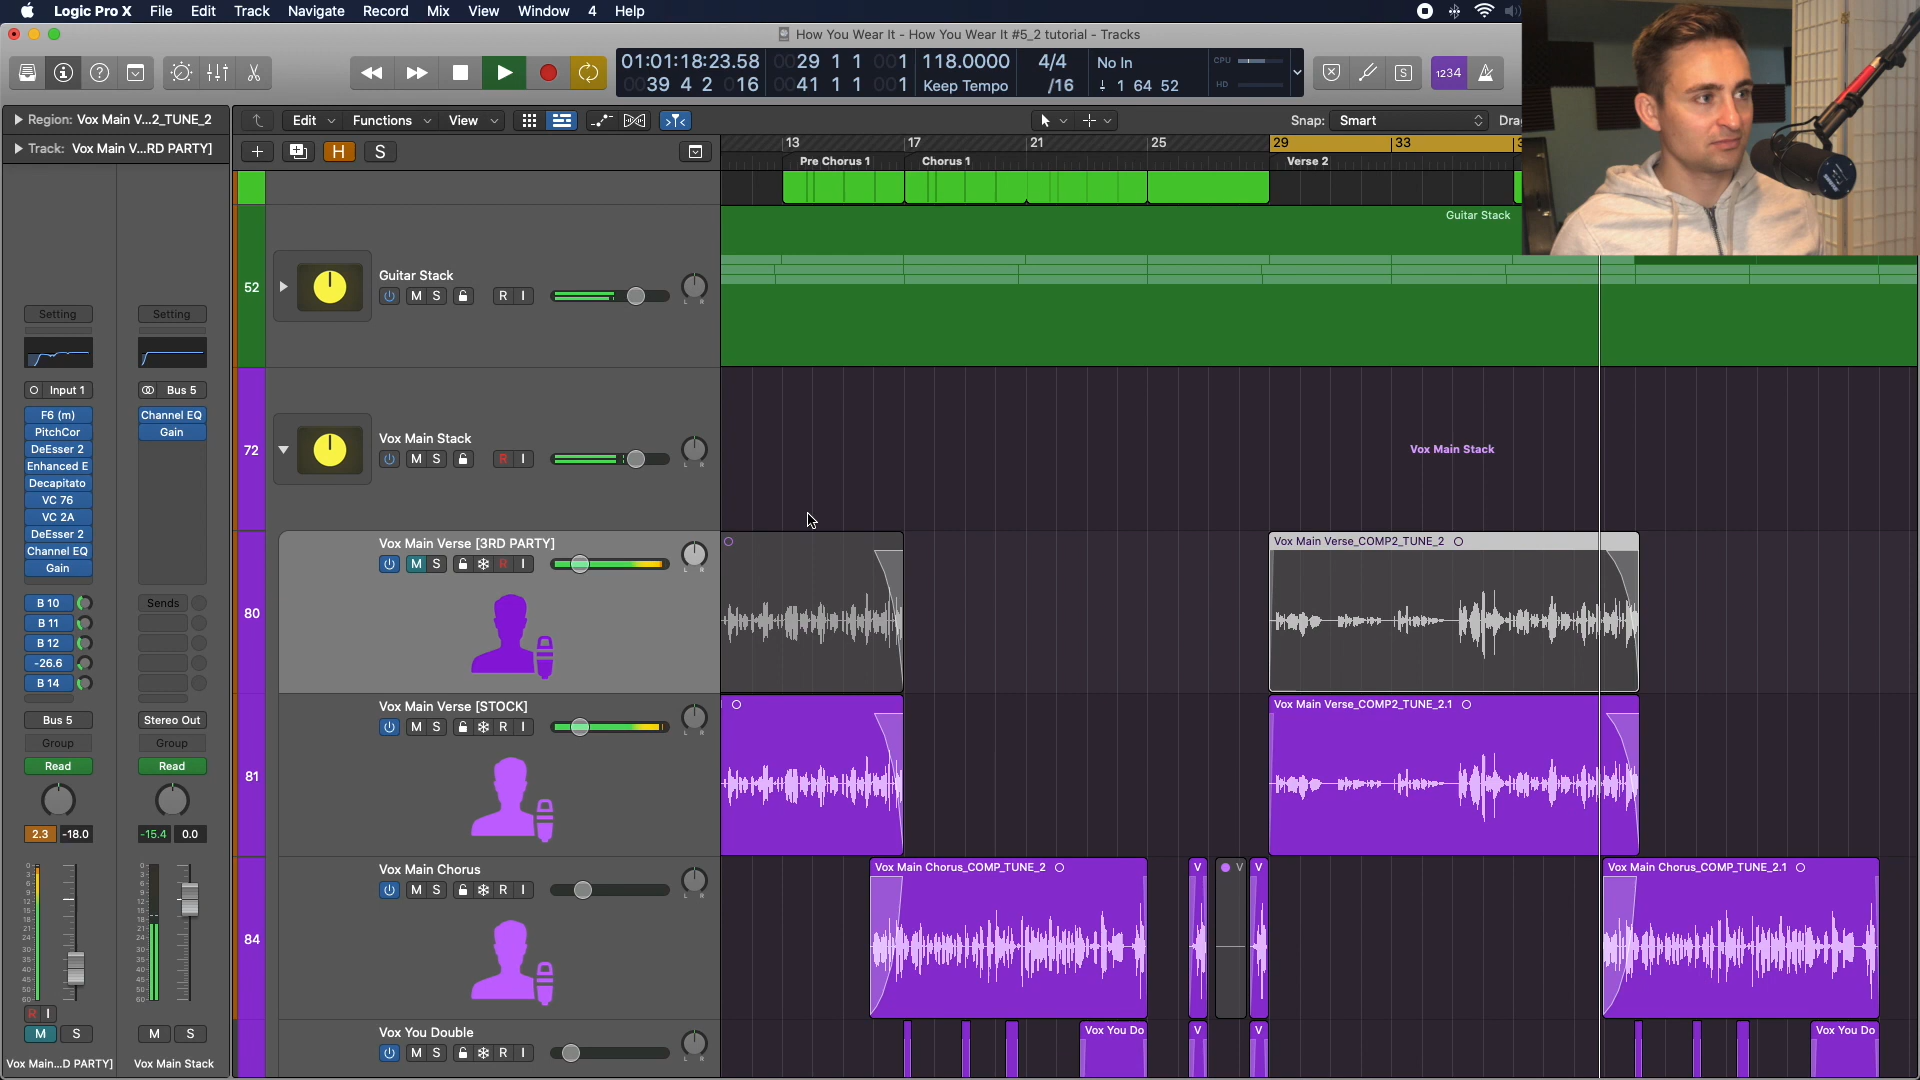 Logic Pro X File Edit Track Navigate Record Mix View Window 4 Help
How You Wear It - How You Wear It #5_2 tutorial - Tracks
01:01:18:23.58 0029 1 1 001 118.0000 4/4 No In CPU
0039 4 2 016 0041 1 1 001 Keep Tempo /16 1 64 52 HD
S 1234
Region: Vox Main V...2_TUNE_2
Track: Vox Main V...RD PARTY]
Edit Functions View Snap: Smart Drag
H S
13 17 21 25 29 33
Pre Chorus 1 Chorus 1 Verse 2
Guitar Stack
52 Guitar Stack
M S R I L R
72 Vox Main Stack
M S R I L R
Vox Main Stack
80 Vox Main Verse [3RD PARTY]
M S R I L R
Vox Main Verse_COMP2_TUNE_2
81 Vox Main Verse [STOCK]
M S R I L R
Vox Main Verse_COMP2_TUNE_2.1
84 Vox Main Chorus
M S R I L R
Vox Main Chorus_COMP_TUNE_2 V V V Vox Main Chorus_COMP_TUNE_2.1
Vox You Double
M S R I L R
Vox You Do V V Vox You Do
Setting Setting
Input 1 Bus 5
F6 (m) Channel EQ
PitchCor Gain
DeEsser 2
Enhanced E
Decapitato
VC 76
VC 2A
DeEsser 2
Channel EQ
Gain
B 10 Sends
B 11
B 12
-26.6
B 14
Bus 5 Stereo Out
Group Group
Read Read
2.3 -18.0 -15.4 0.0
R I
M S M S
Vox Main...D PARTY] Vox Main Stack